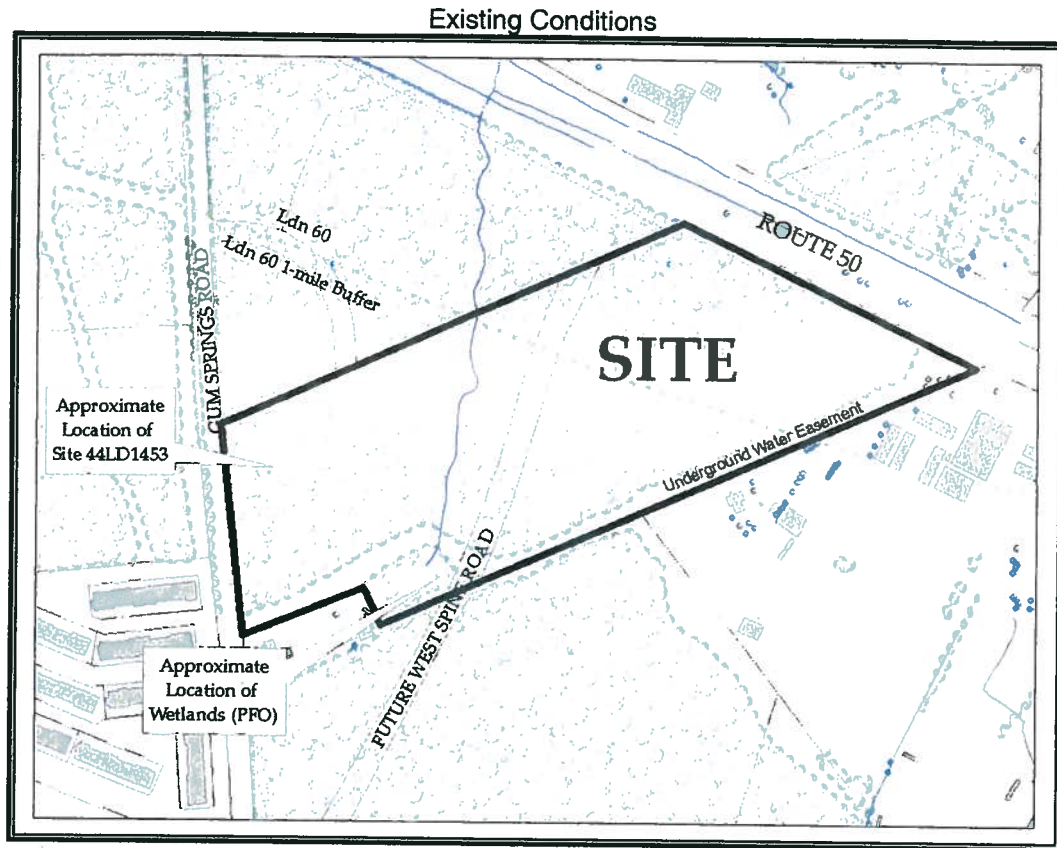 Existing Conditions
Ldn 60
Ldn 60 1-mile Buffer
ROUTE 50
GUM SPRINGS ROAD
SITE
Approximate
Location of
Site 44LD1453
Underground Water Easement
FUTURE WEST SPINE ROAD
Approximate
Location of
Wetlands (PFO)